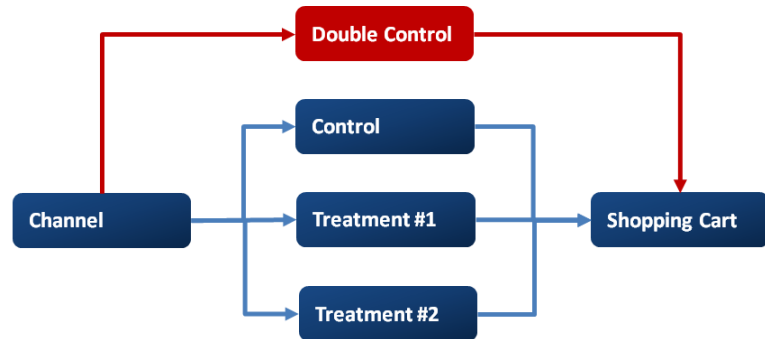 Double Control
Control
Channel
Treatment #1
Shopping Cart
Treatment #2